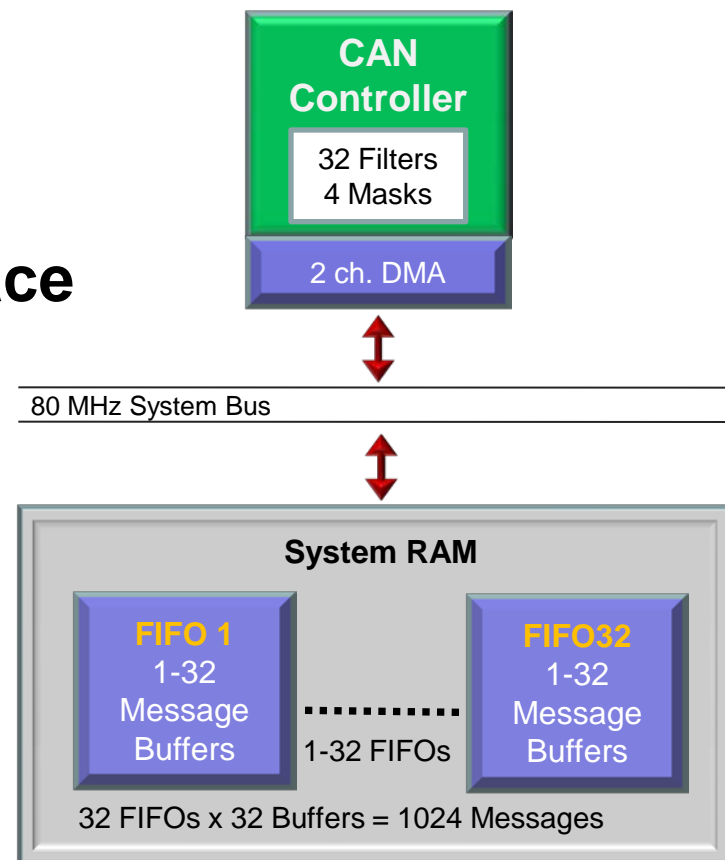 CAN
Controller
32 Filters
4 Masks
2 ch. DMA
80 MHz System Bus
System RAM
FIFO 1
1-32
Message
Buffers
1-32 FIFOs
FIFO32
1-32
Message
Buffers
32 FIFOs x 32 Buffers = 1024 Messages